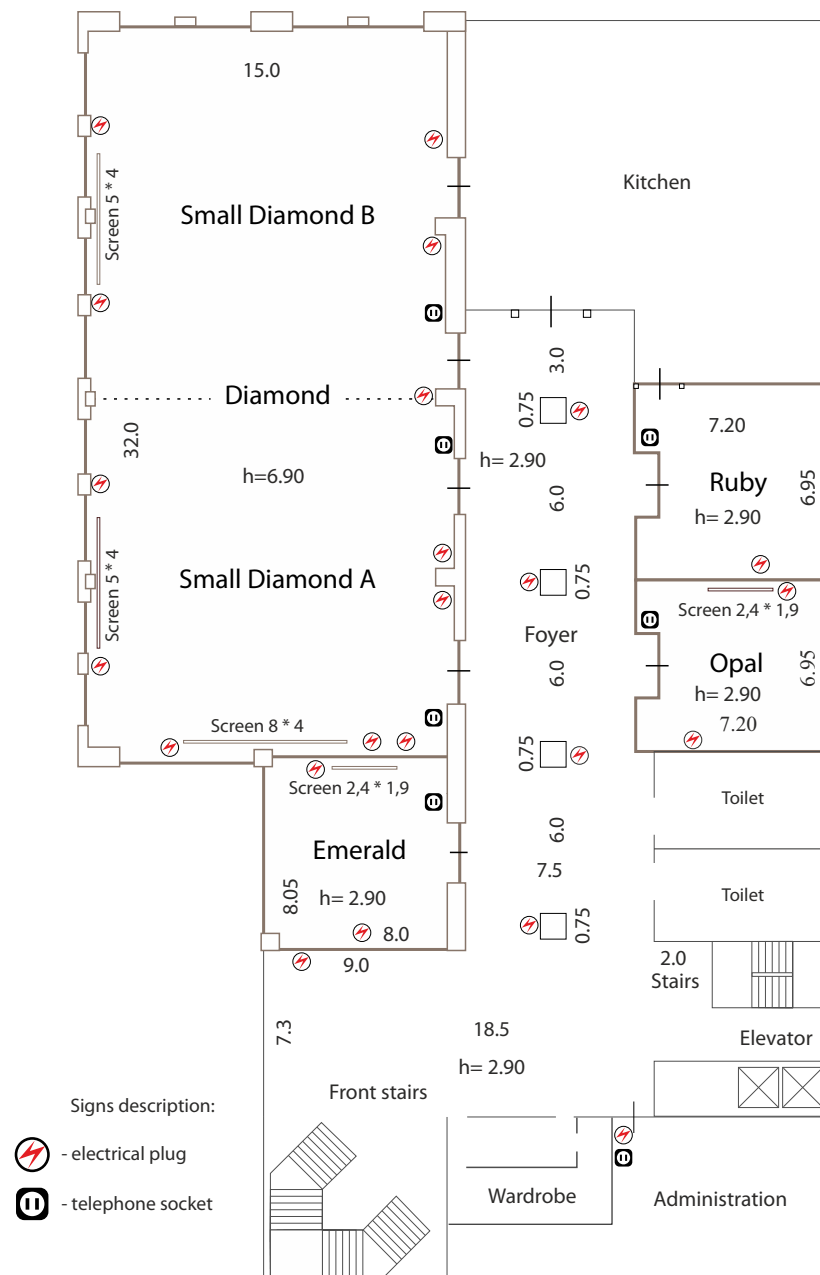 15.0
Kitchen
Screen 5 * 4
Small Diamond B
3.0
0.75
Diamond
32.0
7.20
h= 2.90
h=6.90
Ruby
6.95
6.0
h= 2.90
Screen 5 * 4
Small Diamond A
0.75
Screen 2,4 * 1,9
Foyer
Opal
6.95
6.0
h= 2.90
7.20
Screen 8 * 4
0.75
Screen 2,4 * 1,9
Toilet
6.0
Emerald
7.5
8.05
h= 2.90
Toilet
0.75
8.0
9.0
2.0
Stairs
7.3
18.5
Elevator
h= 2.90
Front stairs
Signs description:
- electrical plug
- telephone socket
Wardrobe
Administration